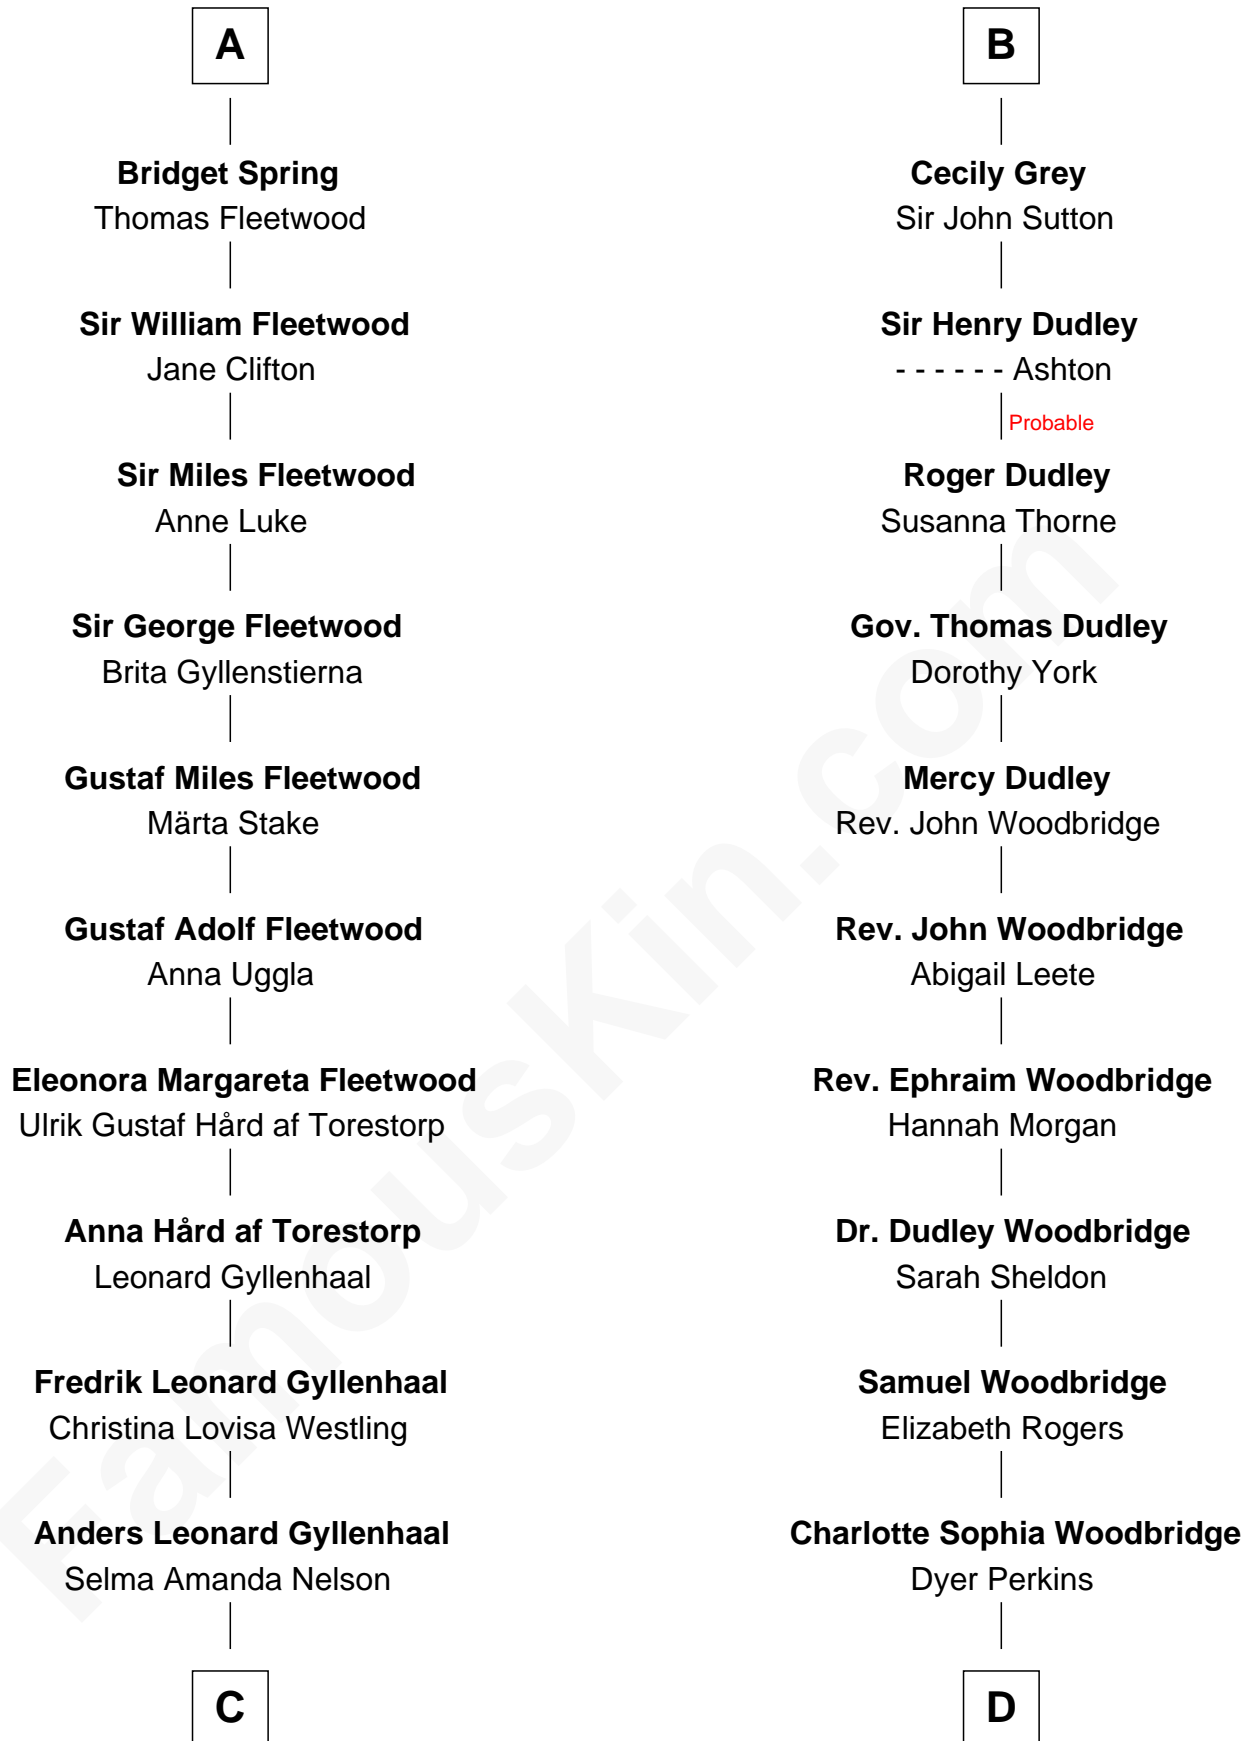 A
Bridget Spring
Thomas Fleetwood
Sir William Fleetwood
Jane Clifton
Sir Miles Fleetwood
Anne Luke
Sir George Fleetwood
Brita Gyllenstierna
Gustaf Miles Fleetwood
Märta Stake
Gustaf Adolf Fleetwood
Anna Uggla
Eleonora Margareta Fleetwood
Ulrik Gustaf Hård af Torestorp
Anna Hård af Torestorp
Leonard Gyllenhaal
Fredrik Leonard Gyllenhaal
Christina Lovisa Westling
Anders Leonard Gyllenhaal
Selma Amanda Nelson
C
B
Cecily Grey
Sir John Sutton
Sir Henry Dudley
- - - - - - Ashton
Probable
Roger Dudley
Susanna Thorne
Gov. Thomas Dudley
Dorothy York
Mercy Dudley
Rev. John Woodbridge
Rev. John Woodbridge
Abigail Leete
Rev. Ephraim Woodbridge
Hannah Morgan
Dr. Dudley Woodbridge
Sarah Sheldon
Samuel Woodbridge
Elizabeth Rogers
Charlotte Sophia Woodbridge
Dyer Perkins
D
FamousKin.com